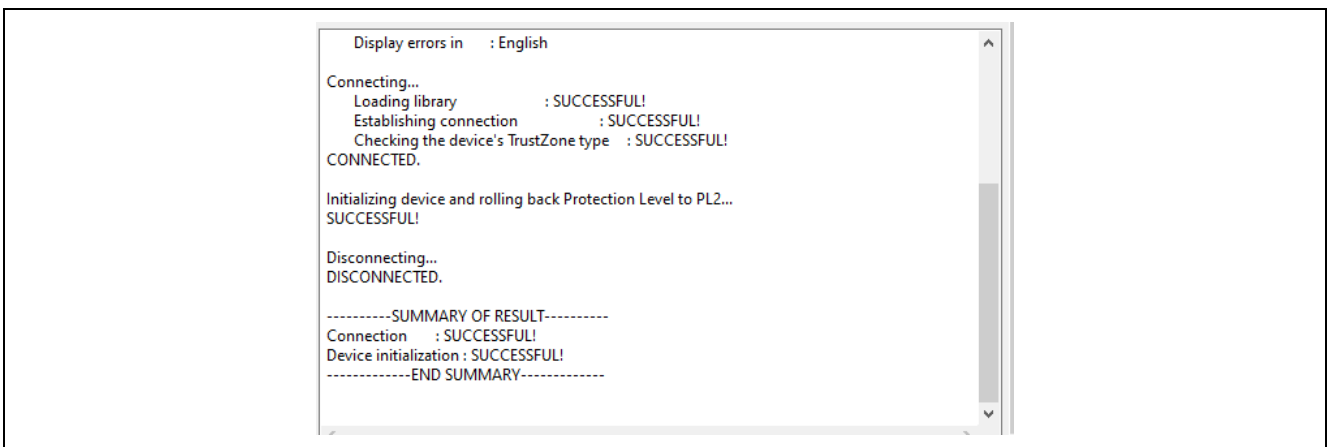 Display errors in : English
Connecting...
Loading library : SUCCESSFUL!
Establishing connection : SUCCESSFUL!
Checking the device's TrustZone type : SUCCESSFUL!
CONNECTED.
Initializing device and rolling back Protection Level to PL2...
SUCCESSFUL!
Disconnecting...
DISCONNECTED.
----------SUMMARY OF RESULT----------
Connection : SUCCESSFUL!
Device initialization : SUCCESSFUL!
-------------END SUMMARY-------------